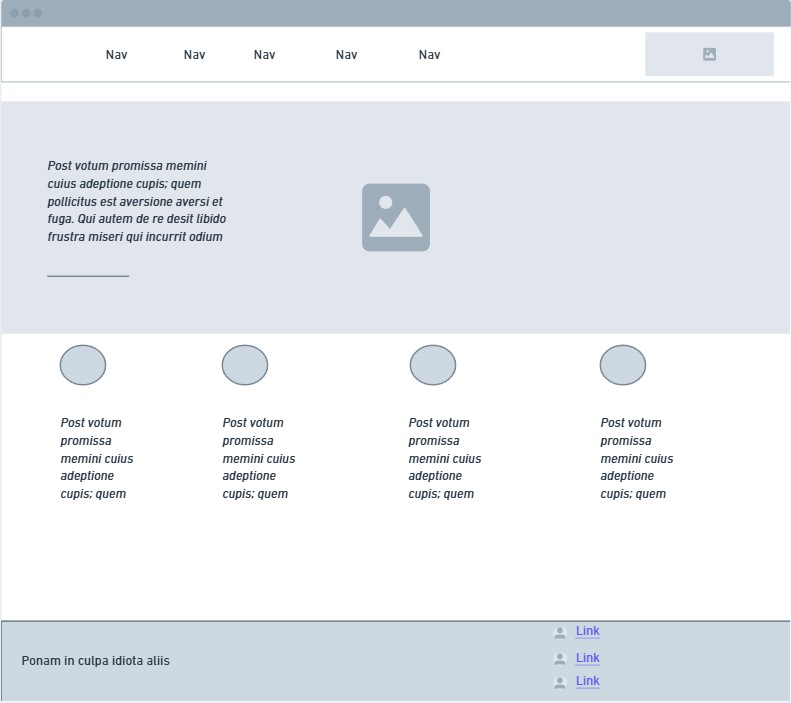 Nav Nav Nav Nav Nav
Post votum promissa memini
cuius adeptione cupis; quem
pollicitus est aversione aversi et
fuga. Qui autem de re desit libido
frustra miseri qui incurrit odium
Post votum
promissa
memini cuius
adeptione
cupis; quem
Post votum
promissa
memini cuius
adeptione
cupis; quem
Post votum
promissa
memini cuius
adeptione
cupis; quem
Post votum
promissa
memini cuius
adeptione
cupis; quem
Ponam in culpa idiota aliis
Link
Link
Link